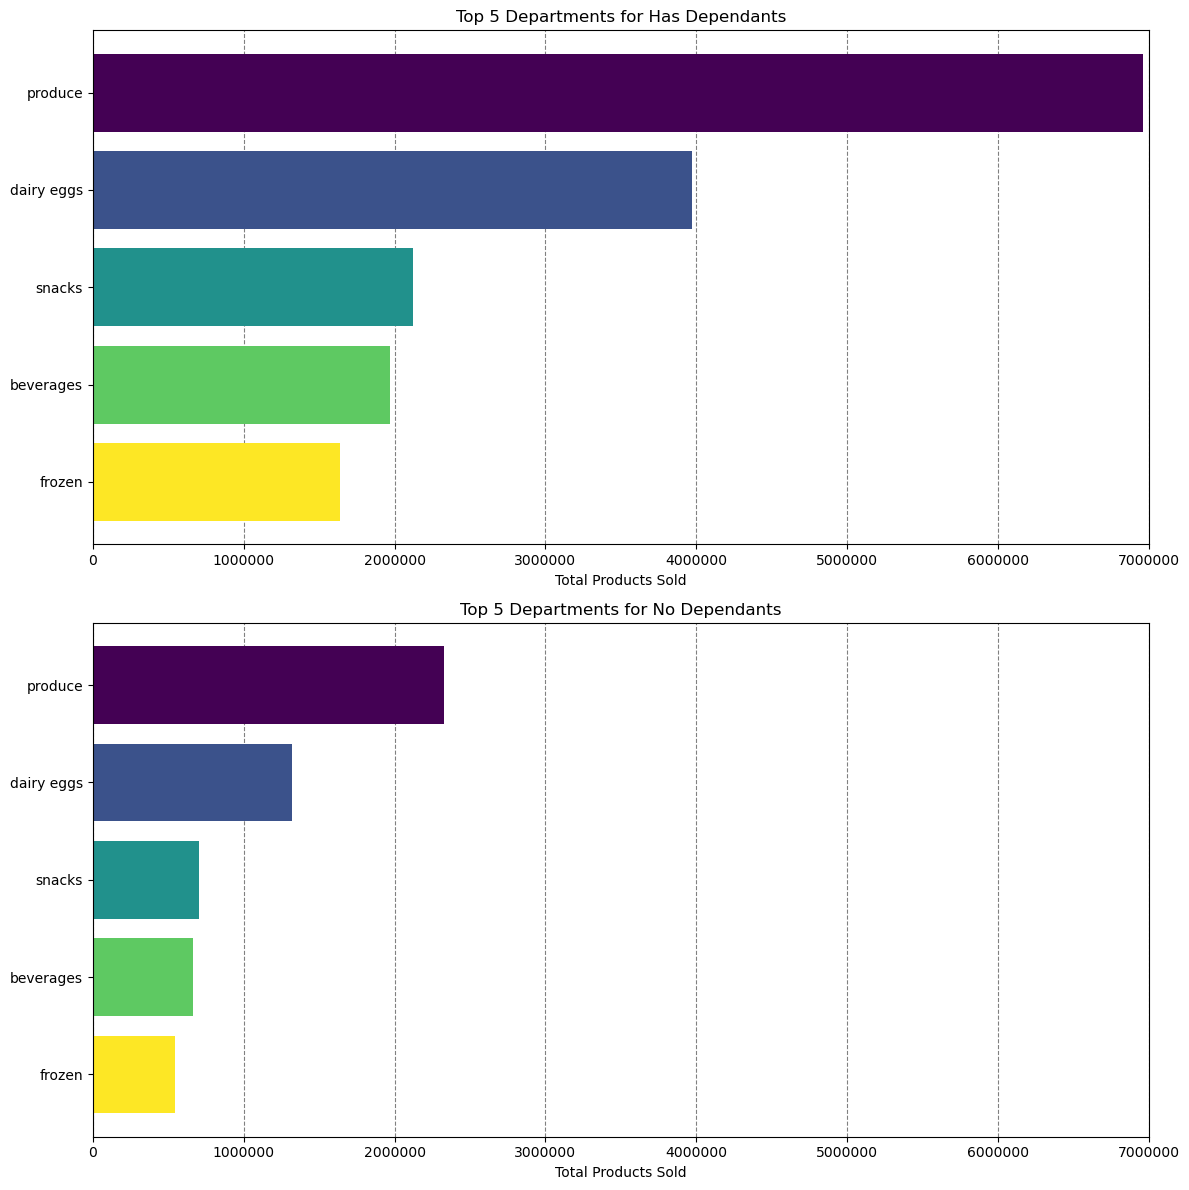 Top 5 Departments for Has Dependants
produce
dairy eggs
snacks
beverages
frozen
0 1000000 2000000 3000000 4000000 5000000 6000000 7000000
Total Products Sold
Top 5 Departments for No Dependants
produce
dairy eggs
snacks
beverages
frozen
0 1000000 2000000 3000000 4000000 5000000 6000000 7000000
Total Products Sold